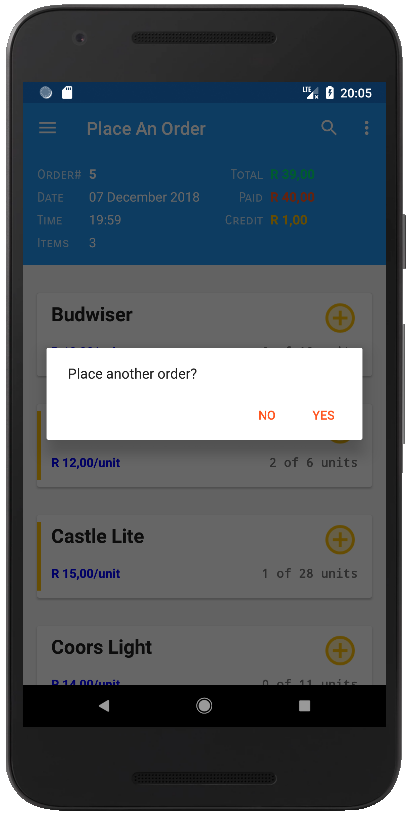 LTE 20:05
Place An Order
Order# 5 Total R 39,00
Date 07 December 2018 Paid R 40,00
Time 19:59 Credit R 1,00
Items 3
Budwiser
Place another order?
NO YES
R 12,00/unit 2 of 6 units
Castle Lite
R 15,00/unit 1 of 28 units
Coors Light
R 14,00/unit 0 of 11 units